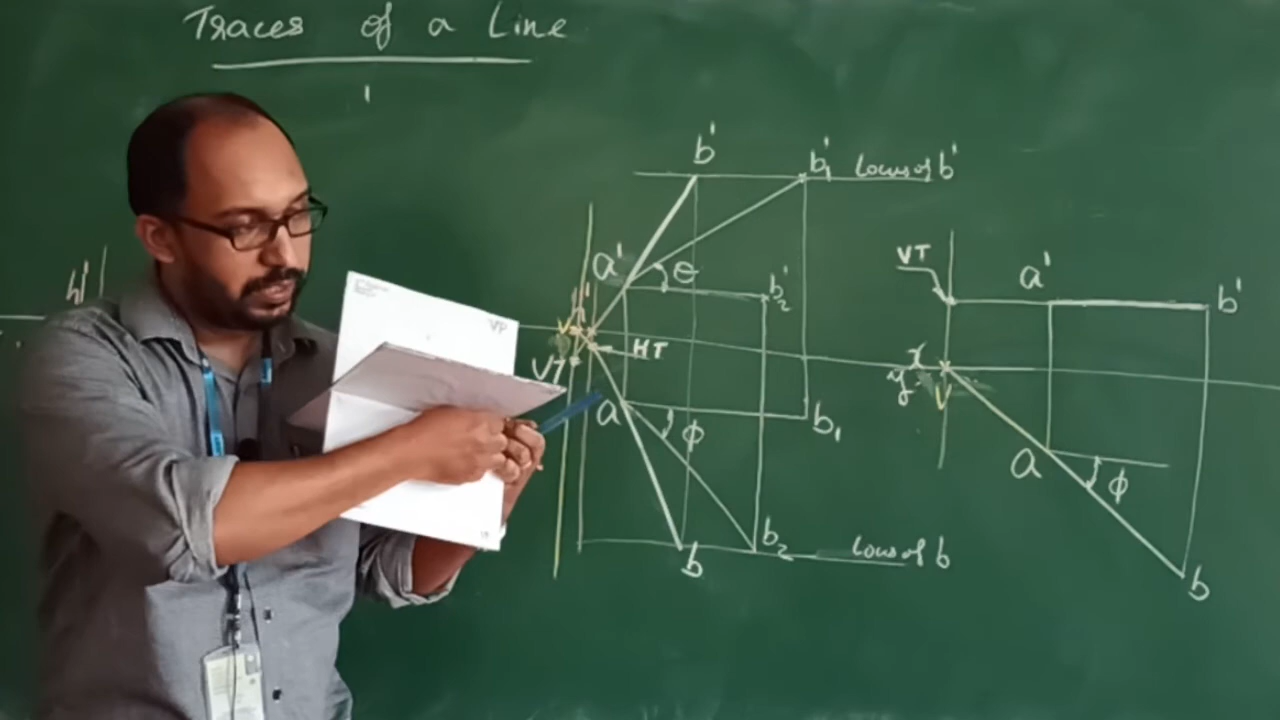 Traces of a Line
b'
b1'
Locus of b'
a'
θ
b2'
h'
v
HT
VT
a
φ
b1
b2
b
Locus of b
VT
a'
b'
x
y
v
a
φ
b
VP
h'